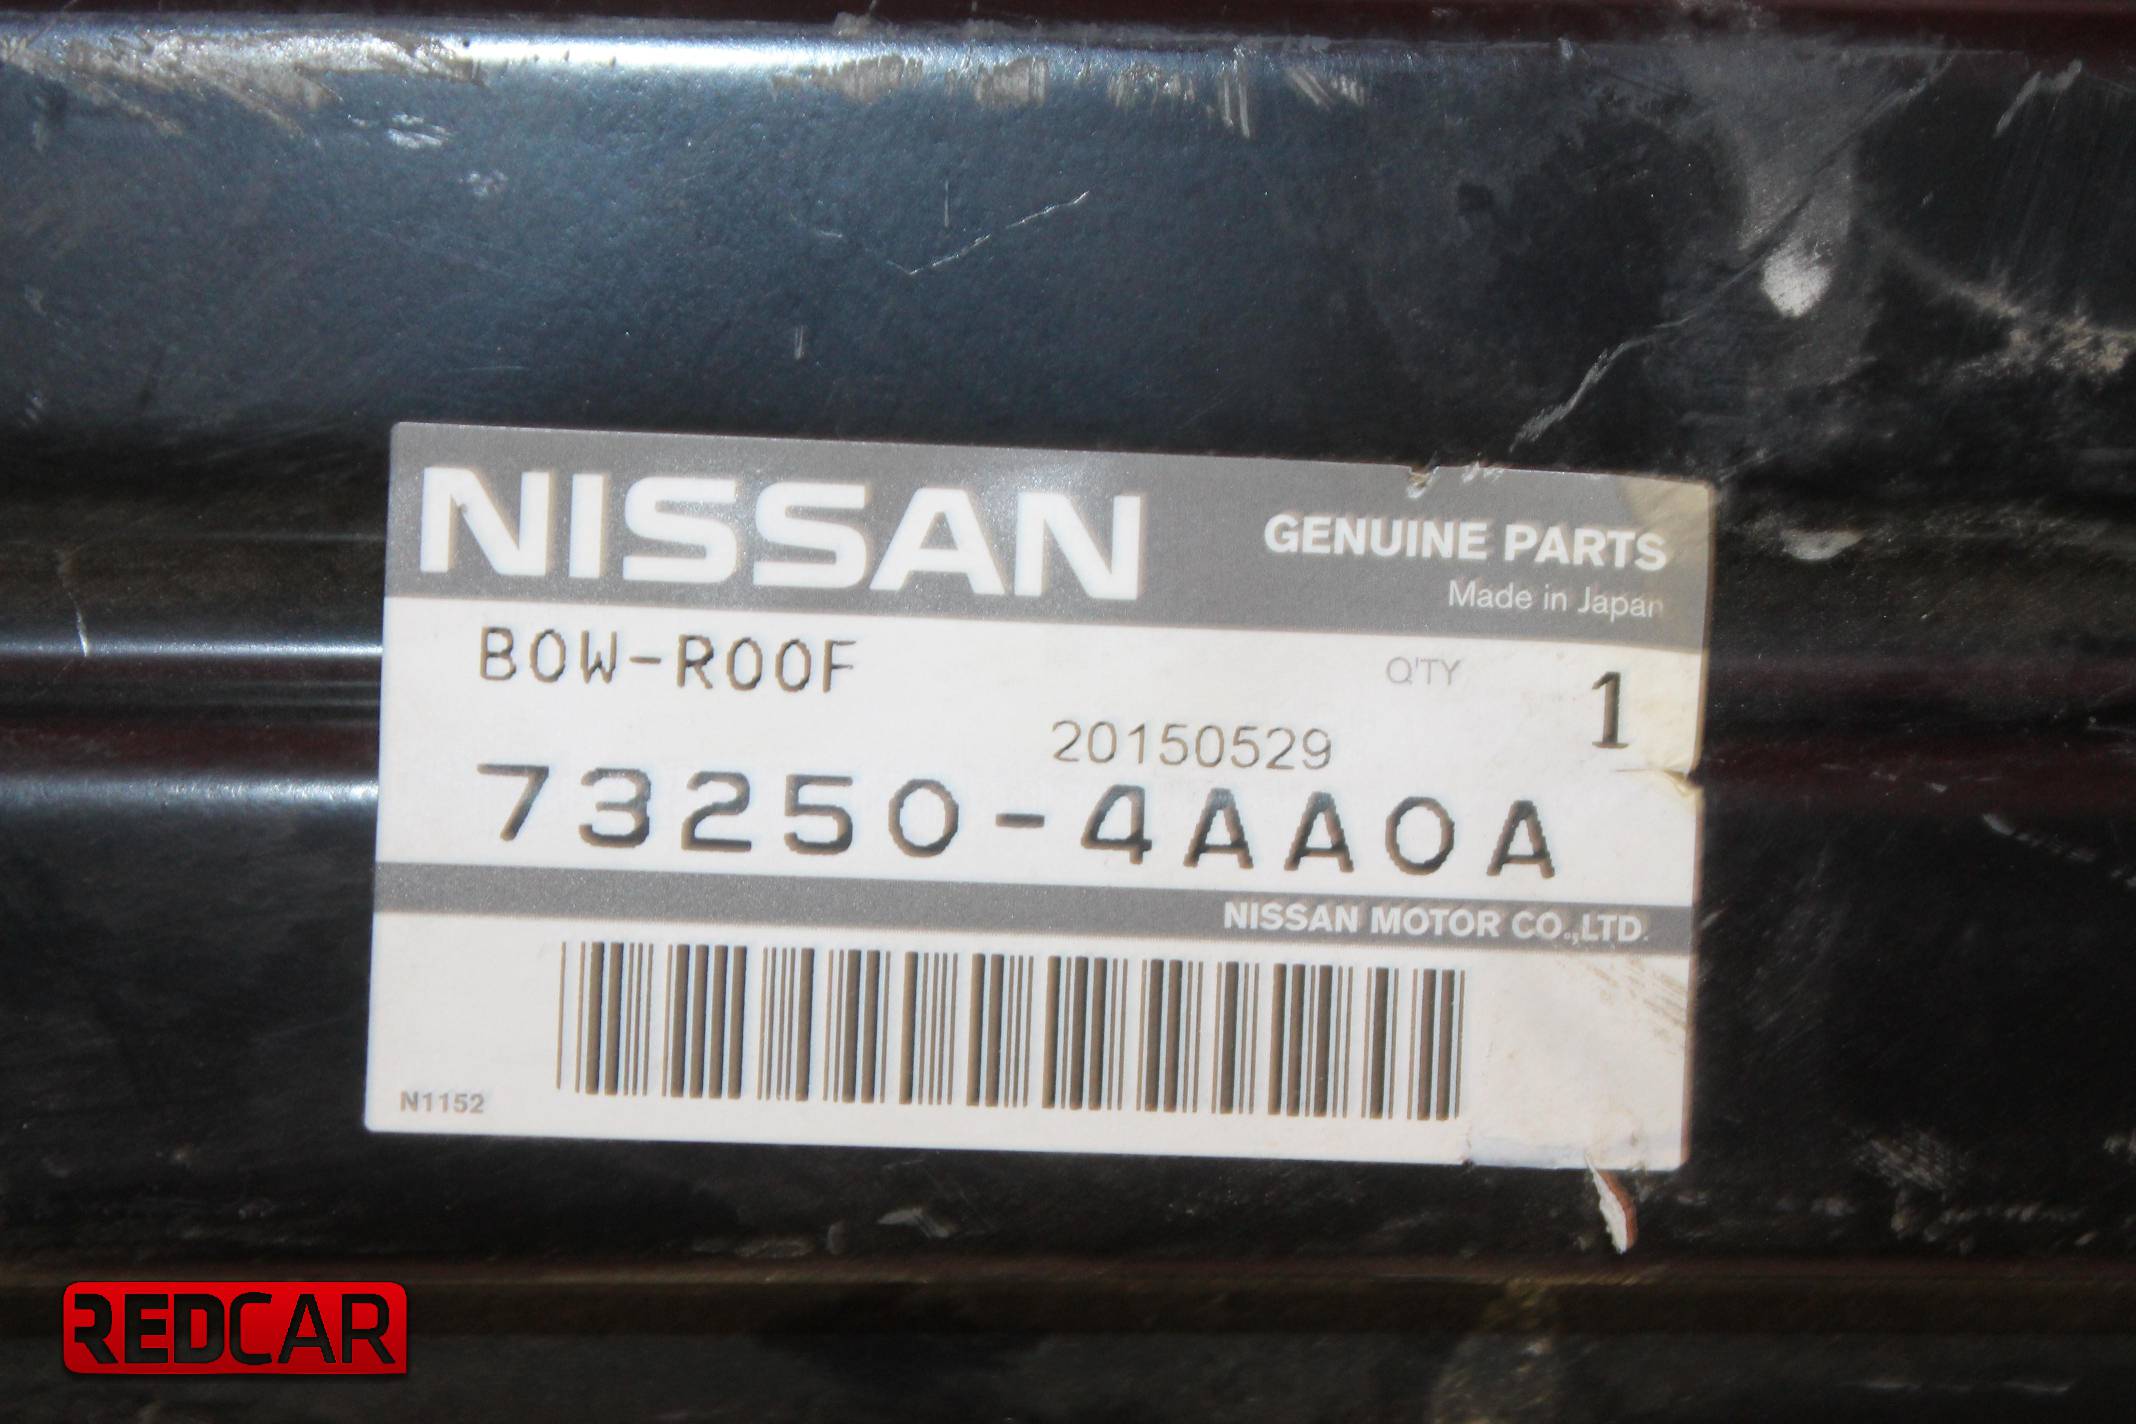 NISSAN
GENUINE PARTS
Made in Japan
BOW-ROOF
Q'TY 1
20150529
73250-4AA0A
NISSAN MOTOR CO.,LTD.
N1152
REDCAR